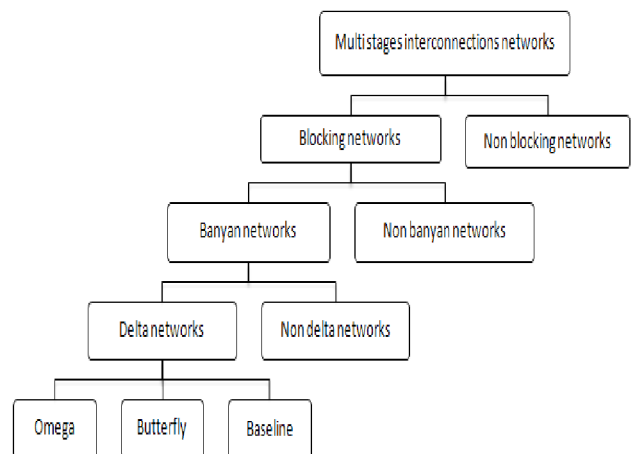 Multi stages interconnections networks
Blocking networks
Non blocking networks
Banyan networks
Non banyan networks
Delta networks
Non delta networks
Omega
Butterfly
Baseline